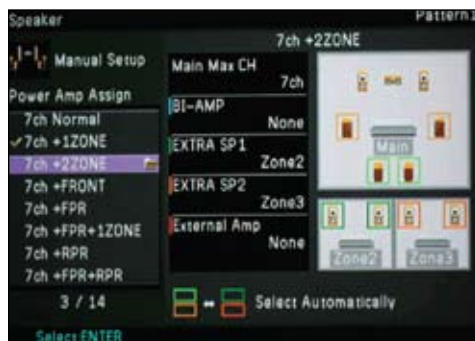 Speaker
Pattern1
Manual Setup
Power Amp Assign
7ch Normal
7ch +1ZONE
7ch +2ZONE
7ch +FRONT
7ch +FPR
7ch +FPR+1ZONE
7ch +RPR
7ch +FPR+RPR
3 / 14
7ch +2ZONE
Main Max CH
7ch
BI-AMP
None
EXTRA SP1
Zone2
EXTRA SP2
Zone3
External Amp
None
Main
Zone2
Zone3
Select Automatically
Select:ENTER